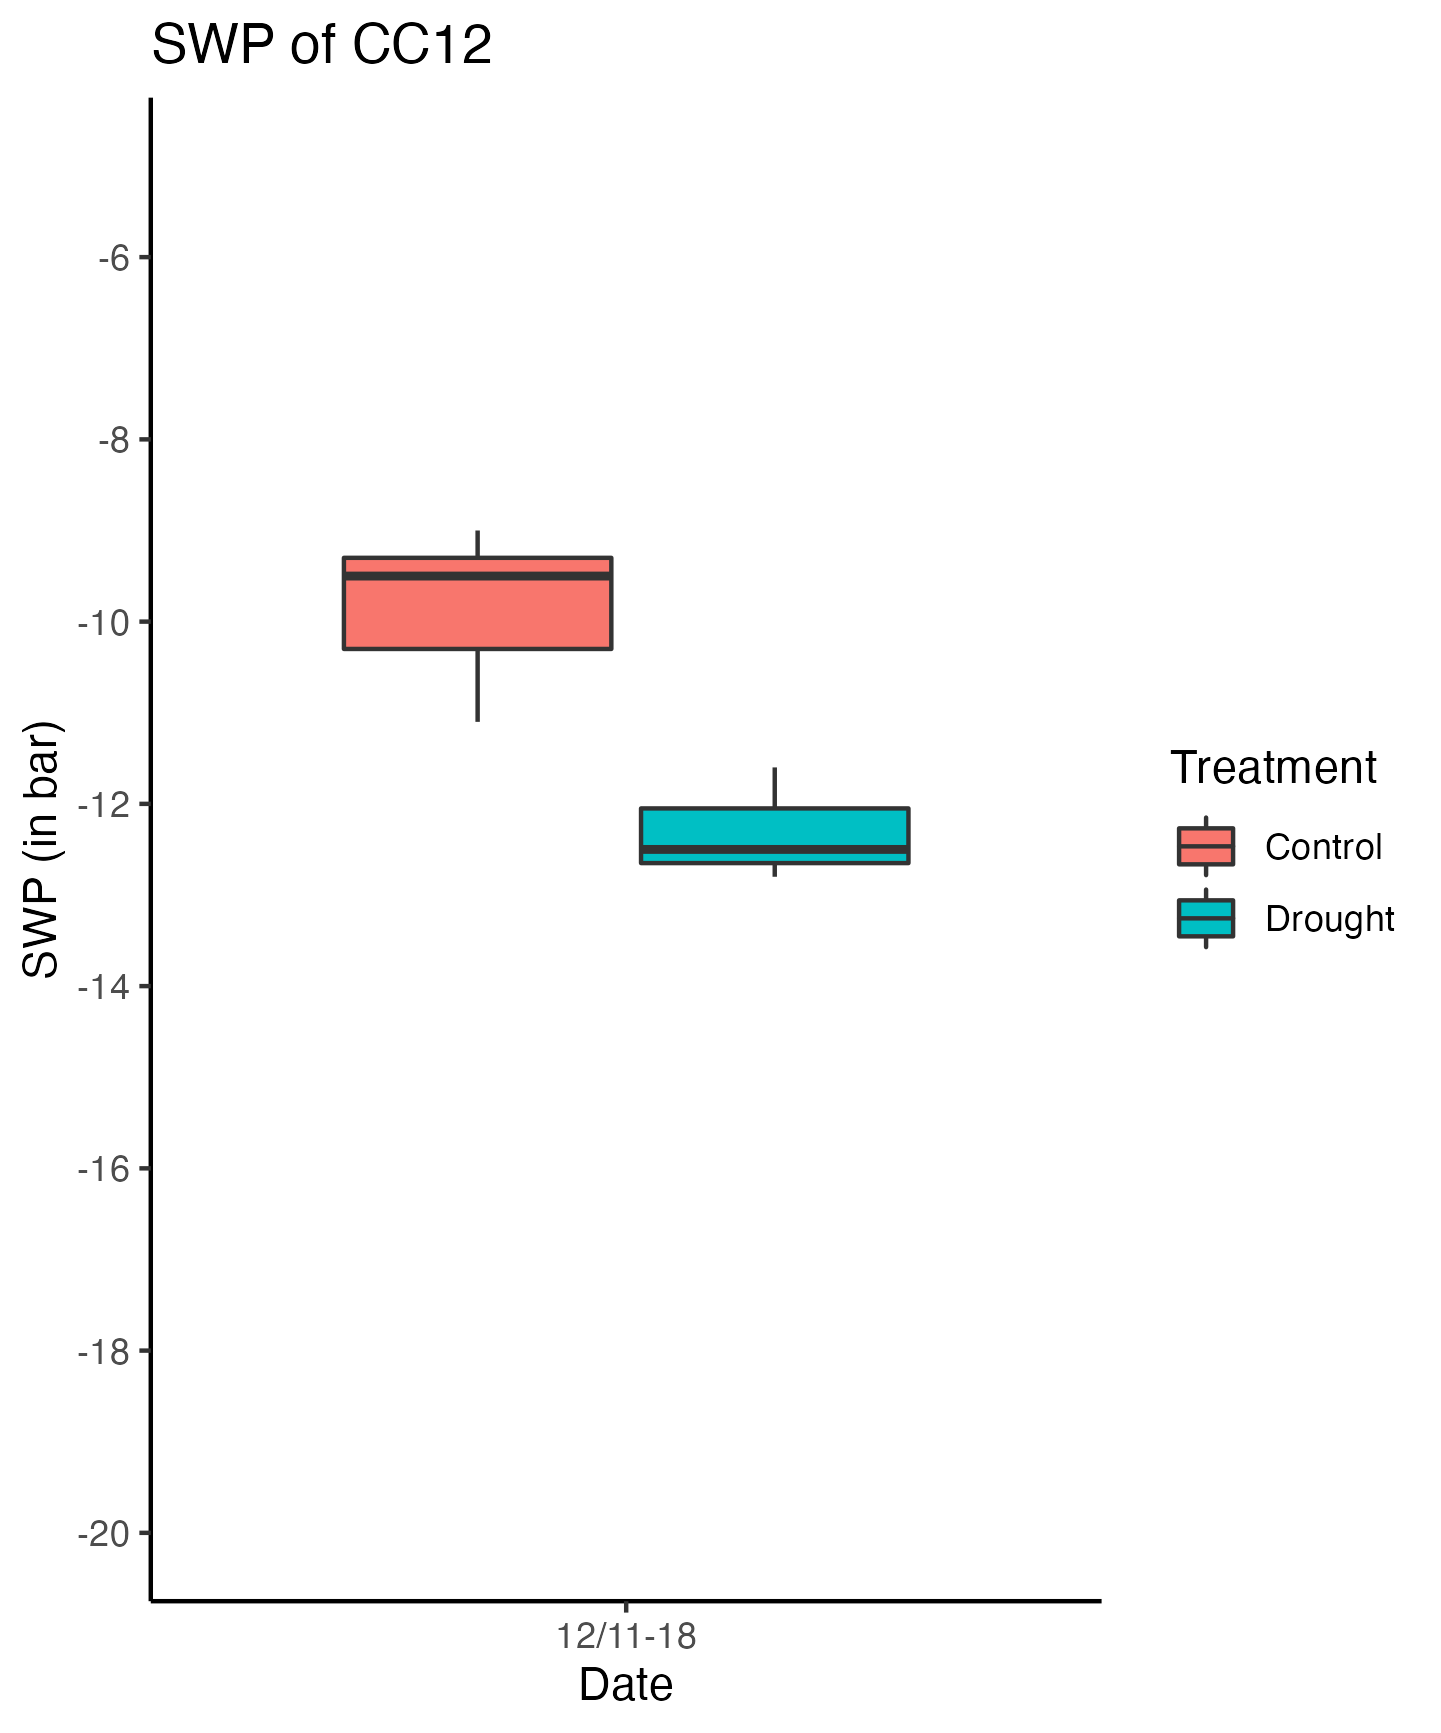 SWP of CC12
SWP (in bar)
-6
-8
-10
-12
-14
-16
-18
-20
12/11-18
Date
Treatment
Control
Drought